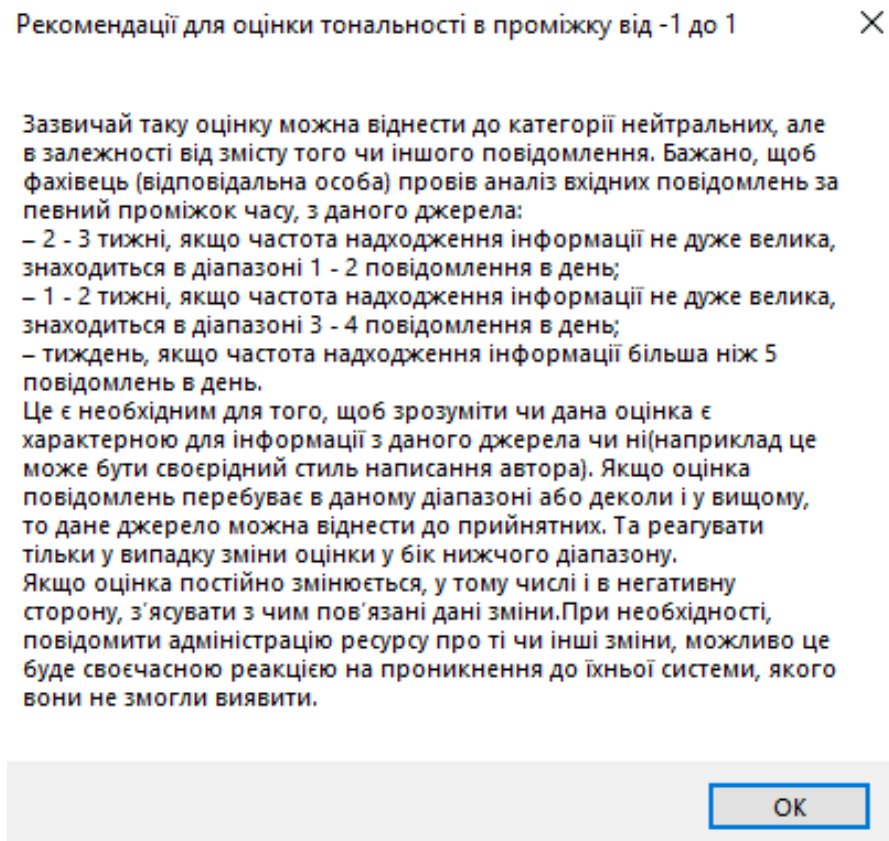 Рекомендації для оцінки тональності в проміжку від -1 до 1
Зазвичай таку оцінку можна віднести до категорії нейтральних, але
в залежності від змісту того чи іншого повідомлення. Бажано, щоб
фахівець (відповідальна особа) провів аналіз вхідних повідомлень за
певний проміжок часу, з даного джерела:
– 2 - 3 тижні, якщо частота надходження інформації не дуже велика,
знаходиться в діапазоні 1 - 2 повідомлення в день;
– 1 - 2 тижні, якщо частота надходження інформації не дуже велика,
знаходиться в діапазоні 3 - 4 повідомлення в день;
– тиждень, якщо частота надходження інформації більша ніж 5
повідомлень в день.
Це є необхідним для того, щоб зрозуміти чи дана оцінка є
характерною для інформації з даного джерела чи ні(наприклад це
може бути своєрідний стиль написання автора). Якщо оцінка
повідомлень перебуває в даному діапазоні або деколи і у вищому,
то дане джерело можна віднести до прийнятних. Та реагувати
тільки у випадку зміни оцінки у бік нижчого діапазону.
Якщо оцінка постійно змінюється, у тому числі і в негативну
сторону, з’ясувати з чим пов’язані дані зміни.При необхідності,
повідомити адміністрацію ресурсу про ті чи інші зміни, можливо це
буде своєчасною реакцією на проникнення до їхньої системи, якого
вони не змогли виявити.
ОК